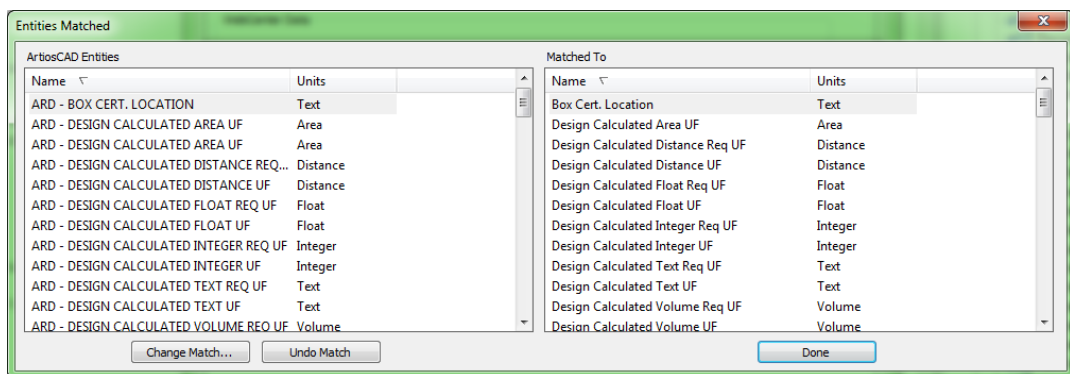 Entities Matched
X
ArtiosCAD Entities
Matched To
Name Units
Name Units
ARD - BOX CERT. LOCATION Text
Box Cert. Location Text
ARD - DESIGN CALCULATED AREA UF Area
Design Calculated Area UF Area
ARD - DESIGN CALCULATED AREA UF Area
Design Calculated Distance Req UF Distance
ARD - DESIGN CALCULATED DISTANCE REQ... Distance
Design Calculated Distance UF Distance
ARD - DESIGN CALCULATED DISTANCE UF Distance
Design Calculated Float Req UF Float
ARD - DESIGN CALCULATED FLOAT REQ UF Float
Design Calculated Float UF Float
ARD - DESIGN CALCULATED FLOAT UF Float
Design Calculated Integer Req UF Integer
ARD - DESIGN CALCULATED INTEGER REQ UF Integer
Design Calculated Integer UF Integer
ARD - DESIGN CALCULATED INTEGER UF Integer
Design Calculated Text Req UF Text
ARD - DESIGN CALCULATED TEXT REQ UF Text
Design Calculated Text UF Text
ARD - DESIGN CALCULATED TEXT UF Text
Design Calculated Volume Req UF Volume
ARD - DESIGN CALCULATED VOLUME REQ UF Volume
Design Calculated Volume UF Volume
Change Match... Undo Match Done